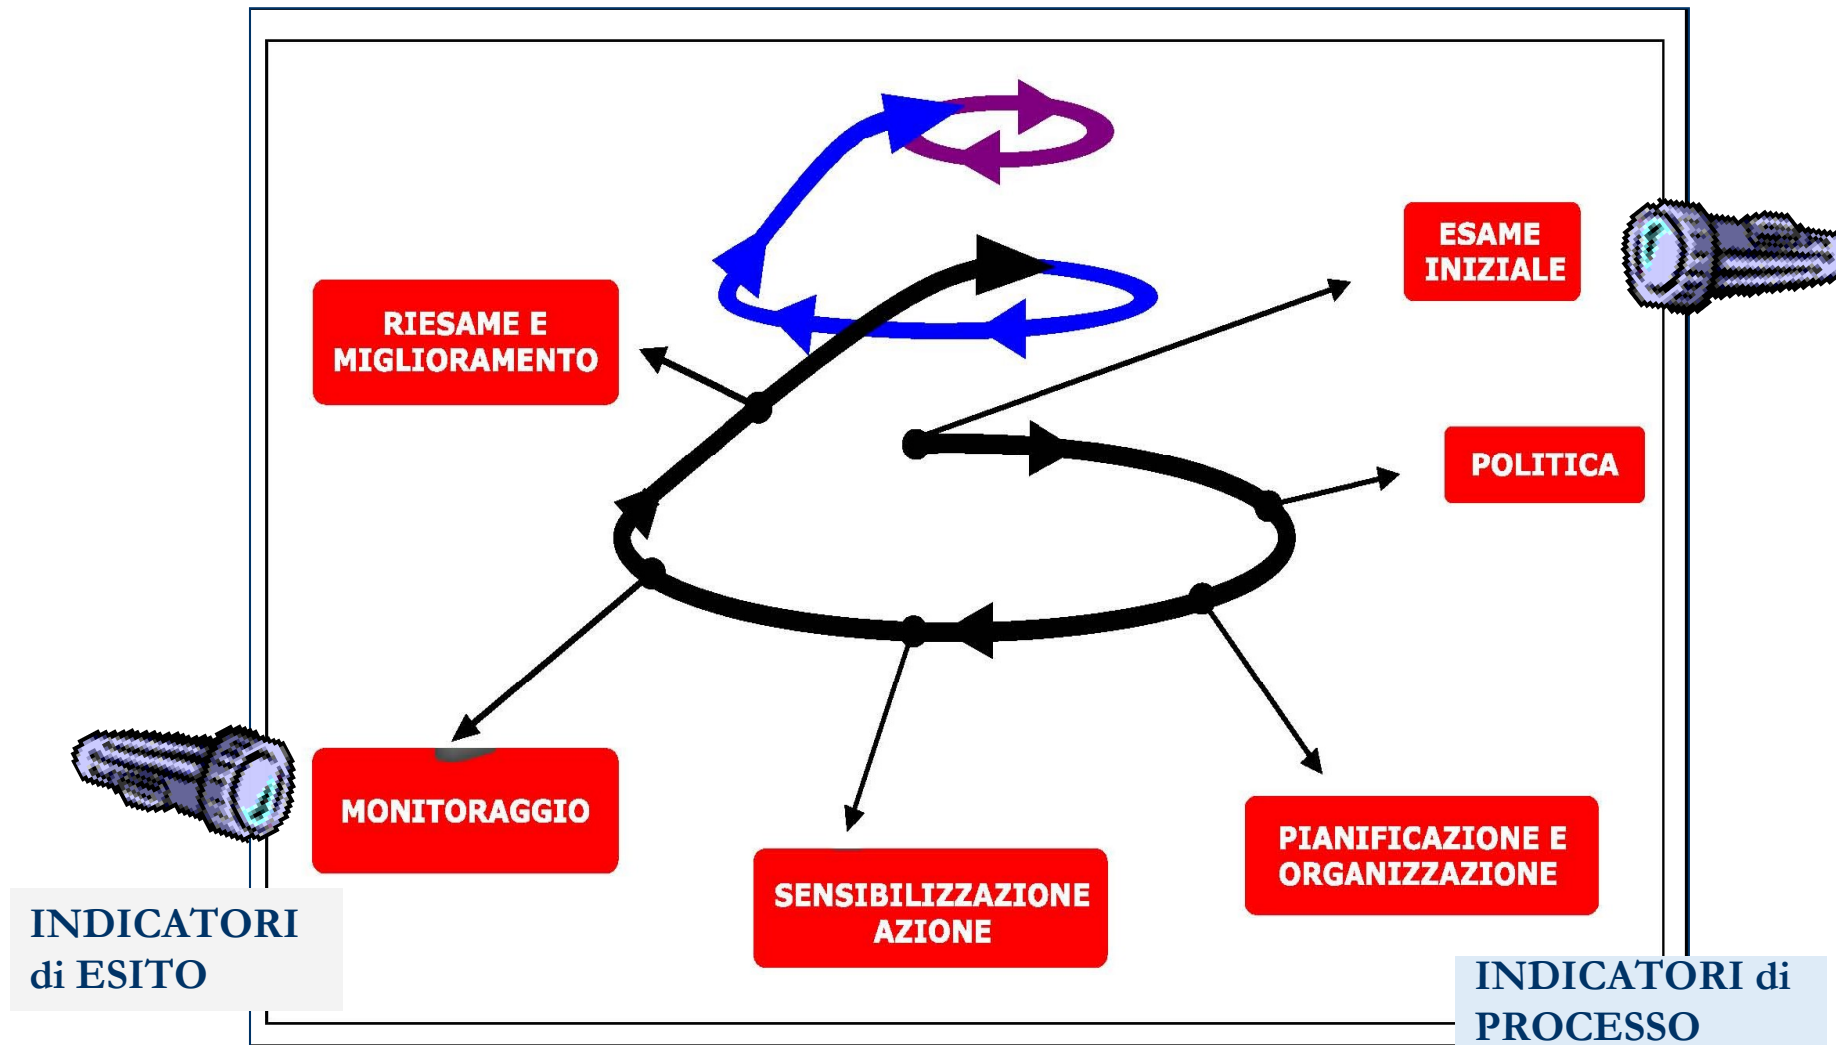 ESAME
INIZIALE
RIESAME E
MIGLIORAMENTO
POLITICA
MONITORAGGIO
PIANIFICAZIONE E
ORGANIZZAZIONE
SENSIBILIZZAZIONE
AZIONE
INDICATORI
di ESITO
INDICATORI di
PROCESSO